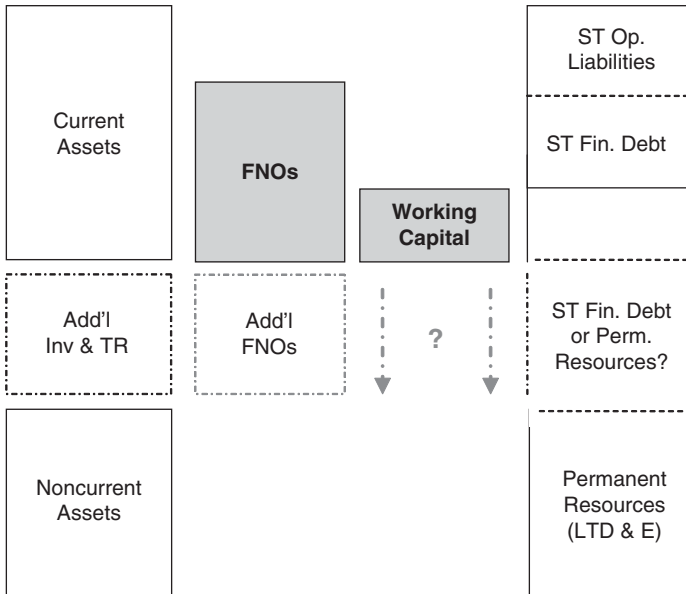 ST Op.
Liabilities
Current
Assets
ST Fin. Debt
FNOs
Working
Capital
Add'l
Inv & TR
Add'l
FNOs
?
ST Fin. Debt
or Perm.
Resources?
Noncurrent
Assets
Permanent
Resources
(LTD & E)